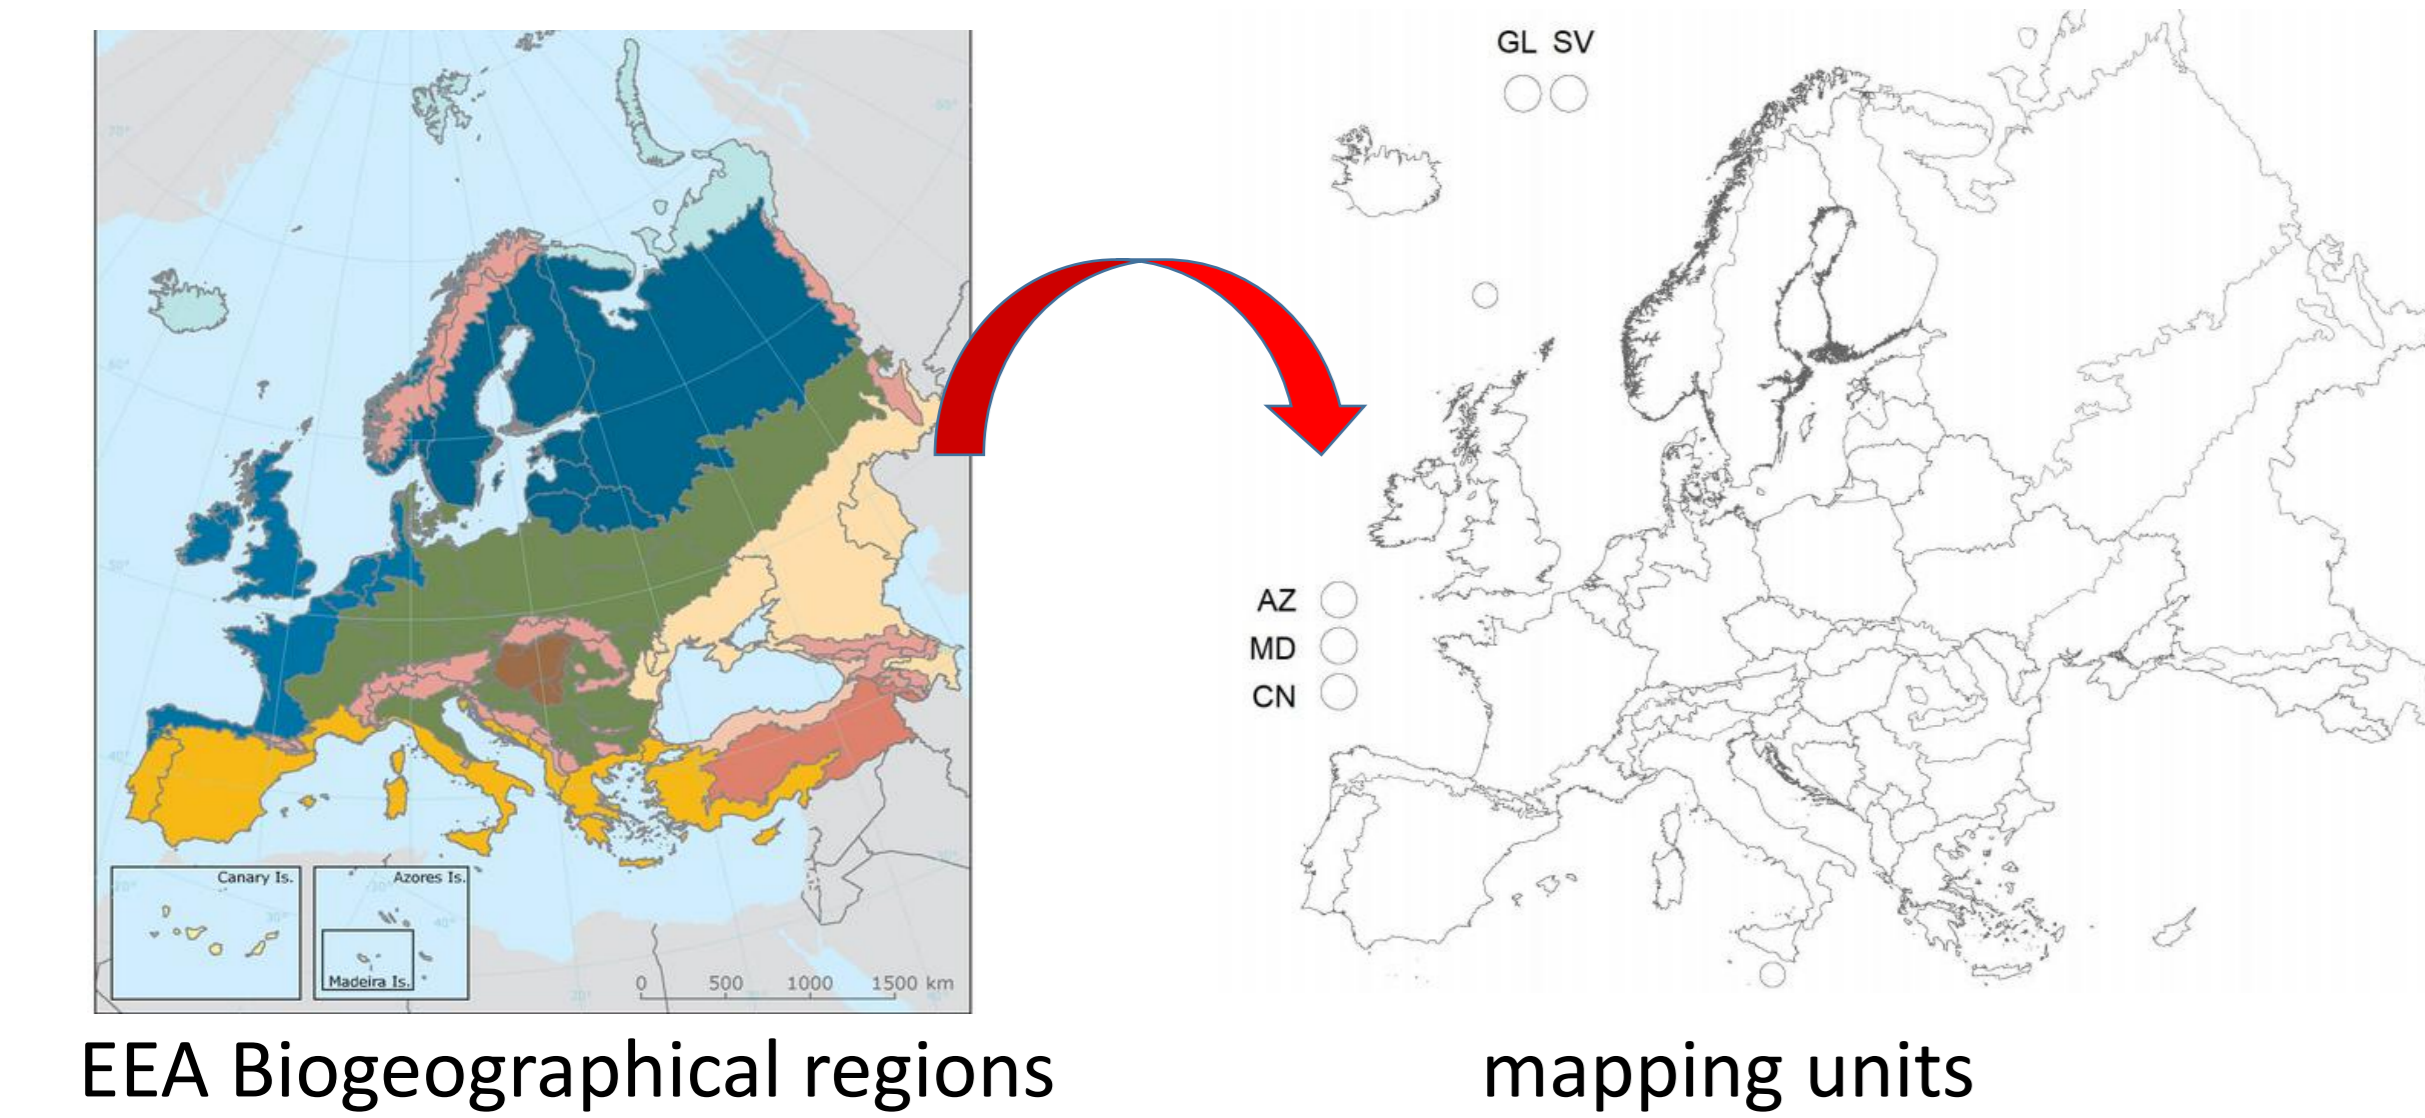 GL SV
AZ
MD
CN
Canary Is.
Azores Is.
Madeira Is.
0 500 1000 1500 km
EEA Biogeographical regions
mapping units